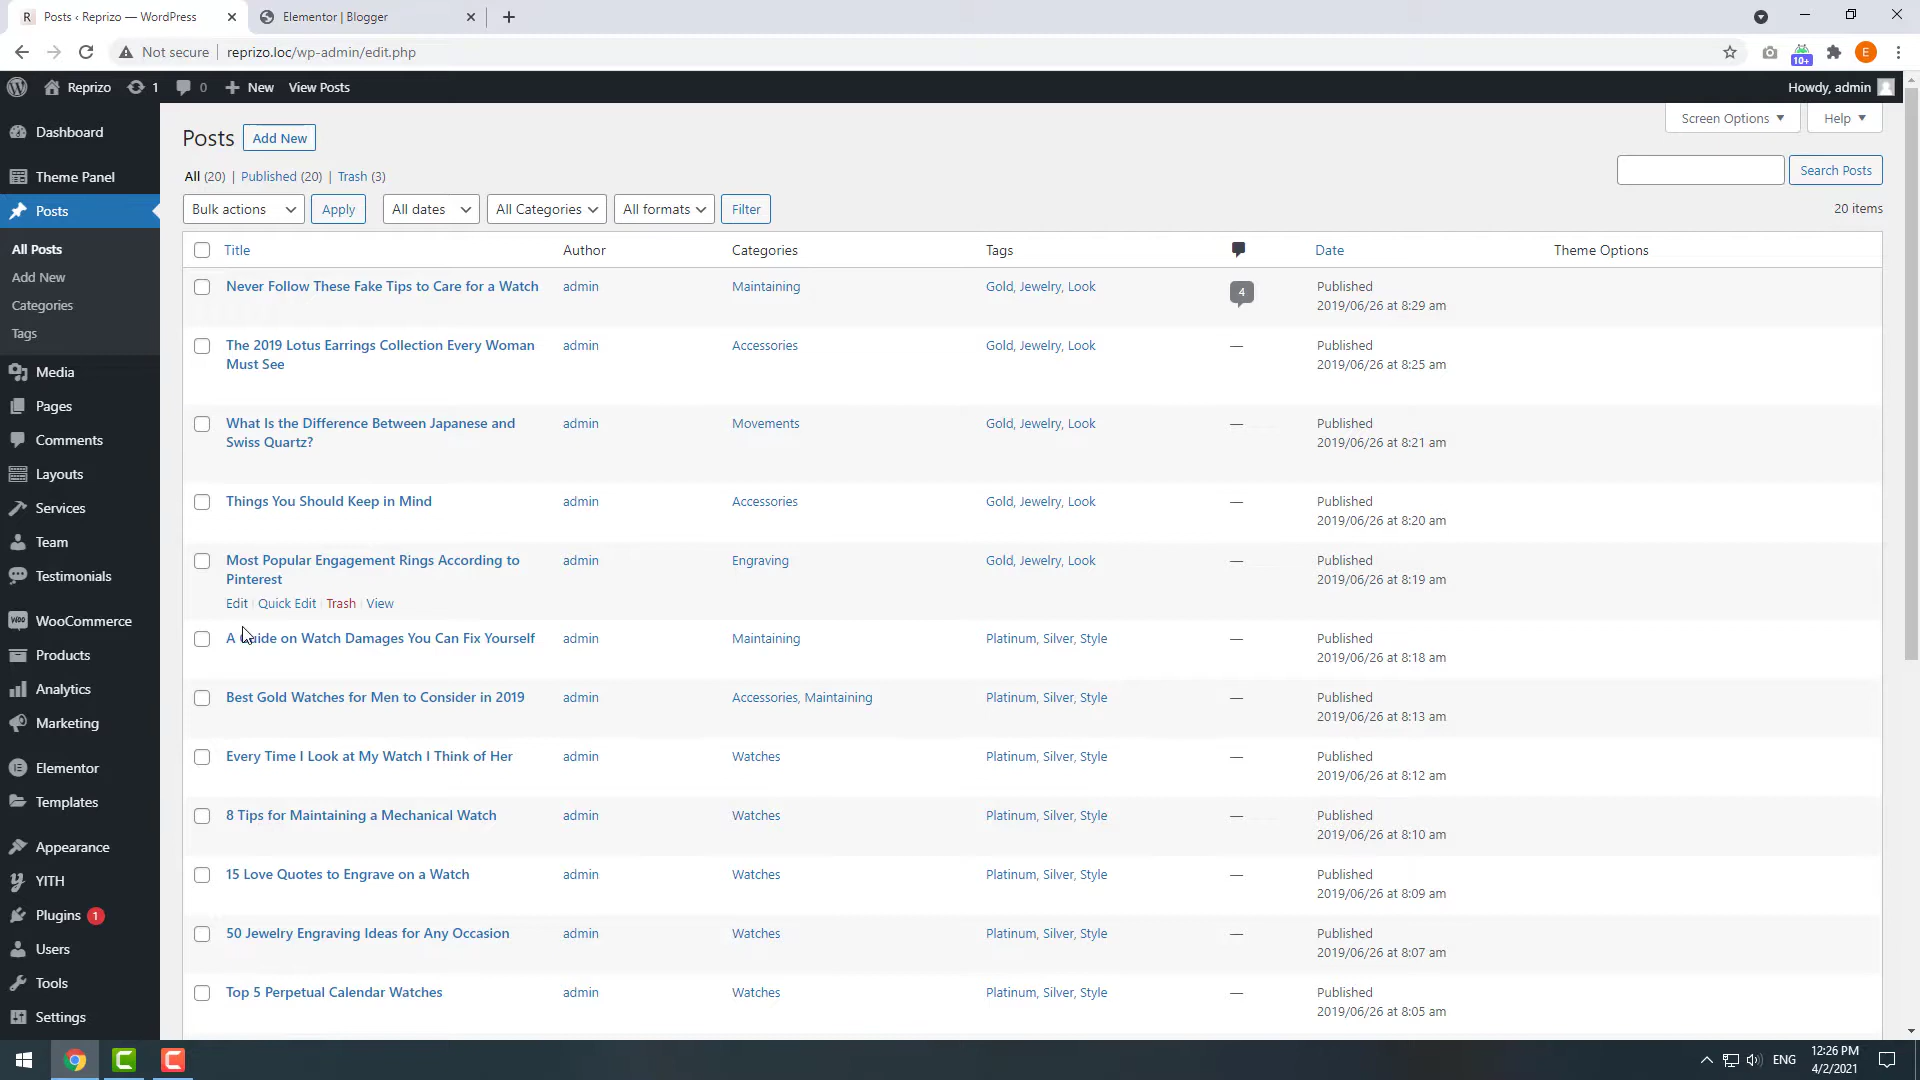 Posts ‹ Reprizo — WordPress
Elementor | Blogger
Not secure
reprizo.loc/wp-admin/edit.php
E
10+
Reprizo
1
0
New
View Posts
Howdy, admin
Dashboard
Theme Panel
Posts
All Posts
Add New
Categories
Tags
Media
Pages
Comments
Layouts
Services
Team
Testimonials
WooCommerce
Products
Analytics
Marketing
Elementor
Templates
Appearance
YITH
Plugins 1
Users
Tools
Settings
Posts
Add New
Screen Options
Help
All (20) | Published (20) | Trash (3)
Search Posts
Bulk actions
Apply
All dates
All Categories
All formats
Filter
20 items
Title
Author
Categories
Tags
Date
Theme Options
Never Follow These Fake Tips to Care for a Watch
admin
Maintaining
Gold, Jewelry, Look
4
Published
2019/06/26 at 8:29 am
The 2019 Lotus Earrings Collection Every Woman
Must See
admin
Accessories
Gold, Jewelry, Look
—
Published
2019/06/26 at 8:25 am
What Is the Difference Between Japanese and
Swiss Quartz?
admin
Movements
Gold, Jewelry, Look
—
Published
2019/06/26 at 8:21 am
Things You Should Keep in Mind
admin
Accessories
Gold, Jewelry, Look
—
Published
2019/06/26 at 8:20 am
Most Popular Engagement Rings According to
Pinterest
Edit | Quick Edit | Trash | View
admin
Engraving
Gold, Jewelry, Look
—
Published
2019/06/26 at 8:19 am
A Guide on Watch Damages You Can Fix Yourself
admin
Maintaining
Platinum, Silver, Style
—
Published
2019/06/26 at 8:18 am
Best Gold Watches for Men to Consider in 2019
admin
Accessories, Maintaining
Platinum, Silver, Style
—
Published
2019/06/26 at 8:13 am
Every Time I Look at My Watch I Think of Her
admin
Watches
Platinum, Silver, Style
—
Published
2019/06/26 at 8:12 am
8 Tips for Maintaining a Mechanical Watch
admin
Watches
Platinum, Silver, Style
—
Published
2019/06/26 at 8:10 am
15 Love Quotes to Engrave on a Watch
admin
Watches
Platinum, Silver, Style
—
Published
2019/06/26 at 8:09 am
50 Jewelry Engraving Ideas for Any Occasion
admin
Watches
Platinum, Silver, Style
—
Published
2019/06/26 at 8:07 am
Top 5 Perpetual Calendar Watches
admin
Watches
Platinum, Silver, Style
—
Published
2019/06/26 at 8:05 am
ENG
12:26 PM
4/2/2021